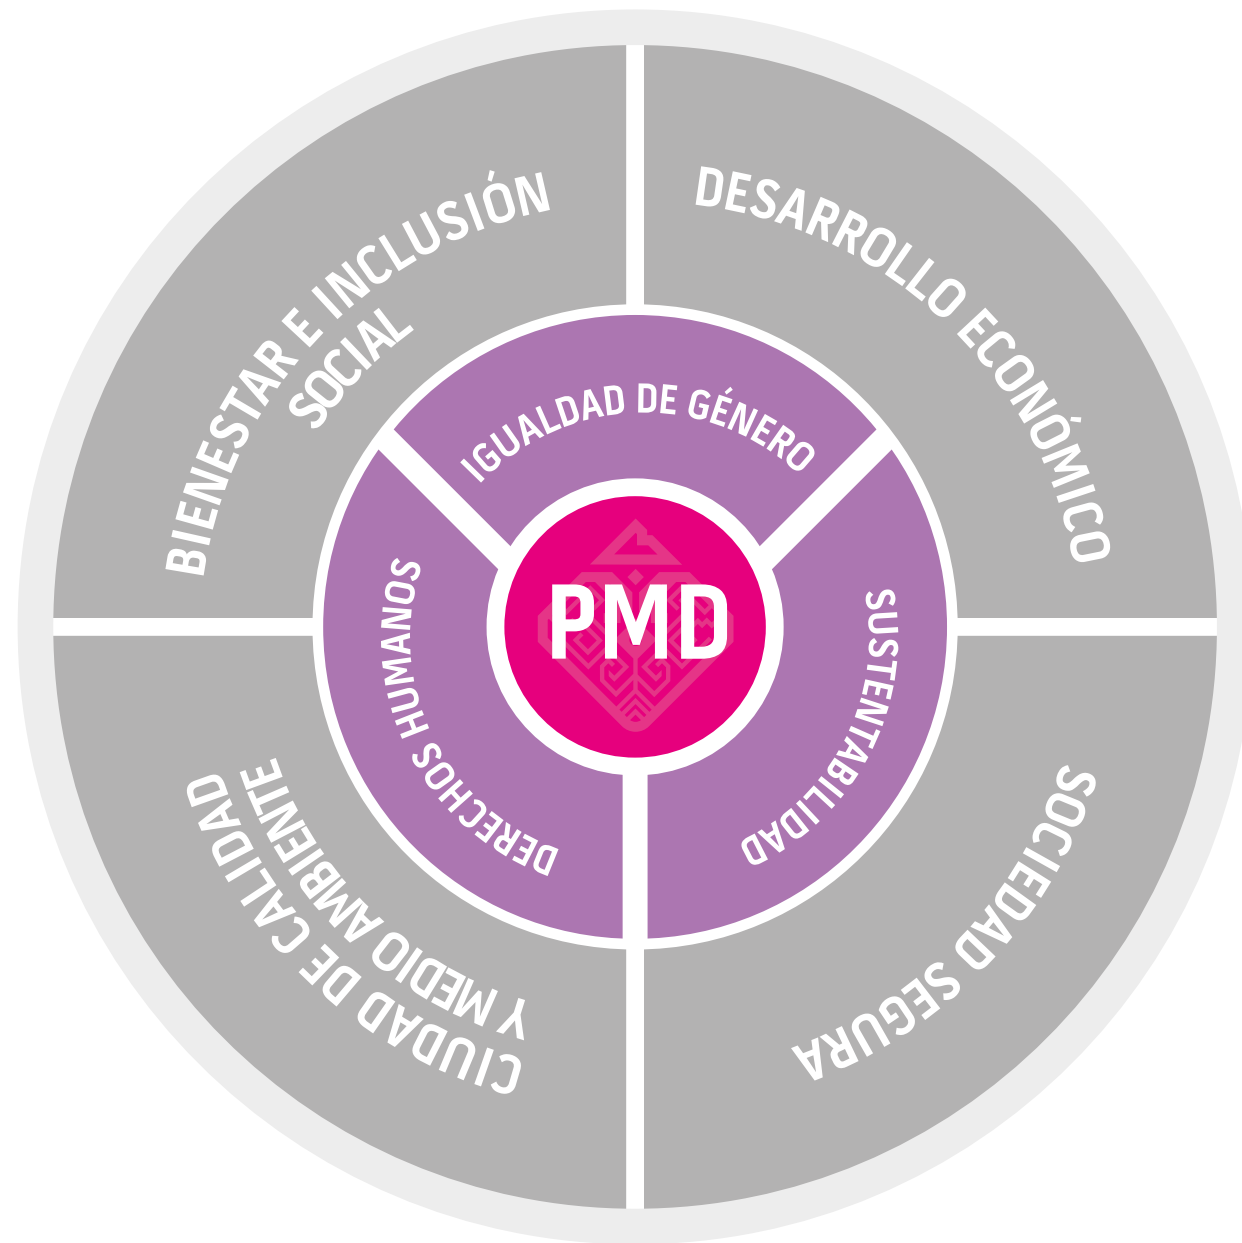 BIENESTAR E INCLUSIÓN
SOCIAL
DESARROLLO ECONÓMICO
IGUALDAD DE GÉNERO
DERECHOS HUMANOS
PMD
SUSTENTABILIDAD
CIUDAD DE CALIDAD
Y MEDIO AMBIENTE
SOCIEDAD SEGURA